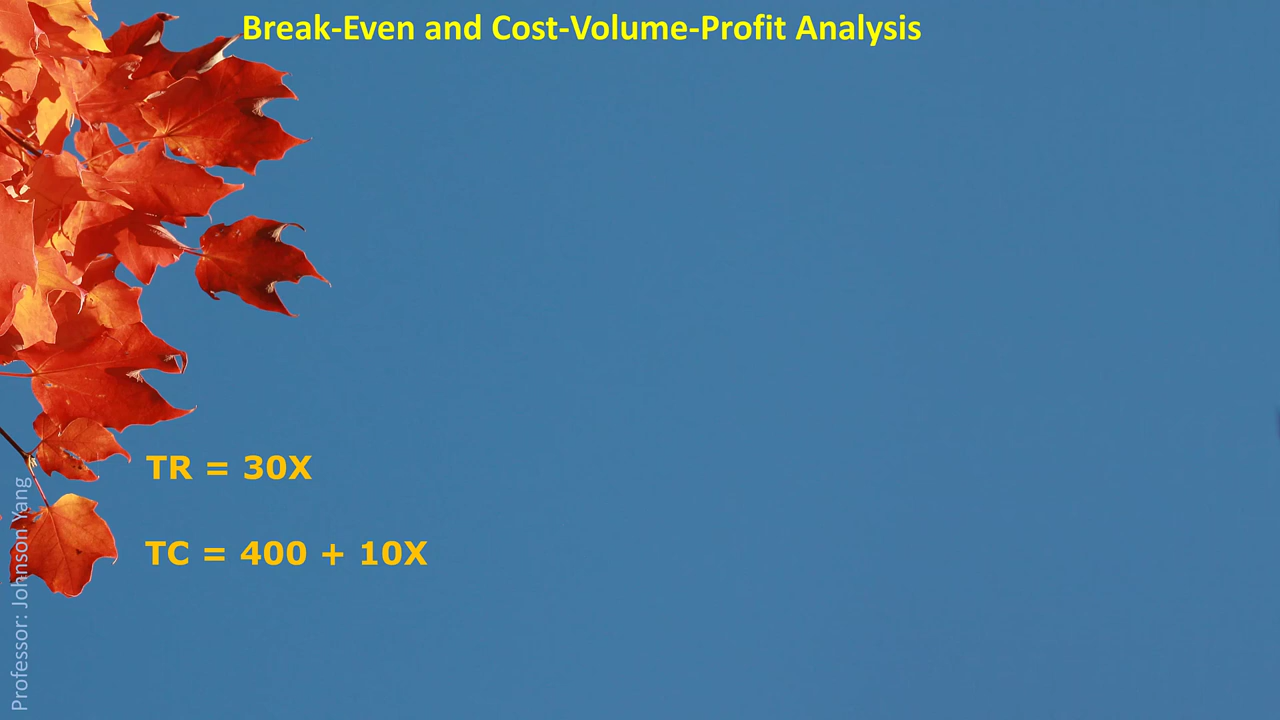 Break-Even and Cost-Volume-Profit Analysis
TR = 30X
TC = 400 + 10X
Professor: Johnson Yang